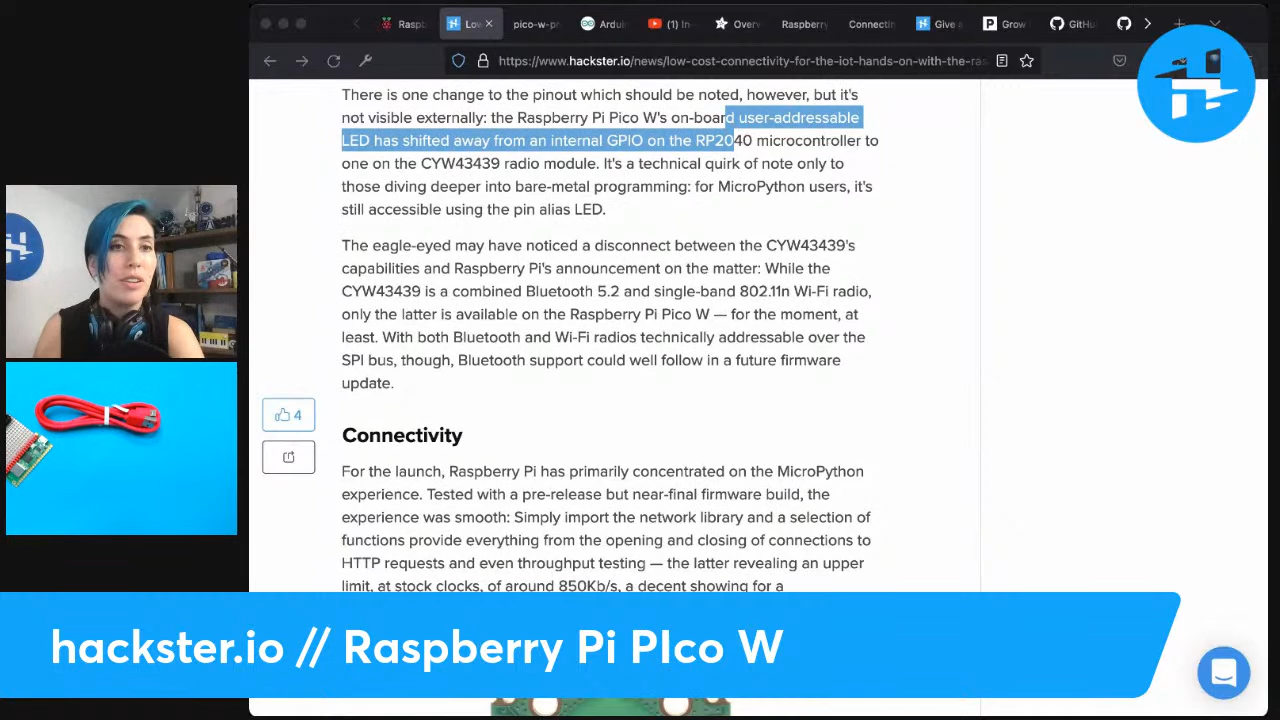 Raspb
Lo
pico-w-p
Ardui
(1) In
Overv
Raspberry
Connectin
Give a
Grow
GitHu
https://www.hackster.io/news/low-cost-connectivity-for-the-iot-hands-on-with-the-ras
There is one change to the pinout which should be noted, however, but it's
not visible externally: the Raspberry Pi Pico W's on-board user-addressable
LED has shifted away from an internal GPIO on the RP2040 microcontroller to
one on the CYW43439 radio module. It's a technical quirk of note only to
those diving deeper into bare-metal programming: for MicroPython users, it's
still accessible using the pin alias LED.
The eagle-eyed may have noticed a disconnect between the CYW43439's
capabilities and Raspberry Pi's announcement on the matter: While the
CYW43439 is a combined Bluetooth 5.2 and single-band 802.11n Wi-Fi radio,
only the latter is available on the Raspberry Pi Pico W — for the moment, at
least. With both Bluetooth and Wi-Fi radios technically addressable over the
SPI bus, though, Bluetooth support could well follow in a future firmware
update.
4
Connectivity
For the launch, Raspberry Pi has primarily concentrated on the MicroPython
experience. Tested with a pre-release but near-final firmware build, the
experience was smooth: Simply import the network library and a selection of
functions provide everything from the opening and closing of connections to
HTTP requests and even throughput testing — the latter revealing an upper
limit, at stock clocks, of around 850Kb/s, a decent showing for a
hackster.io // Raspberry Pi PIco W